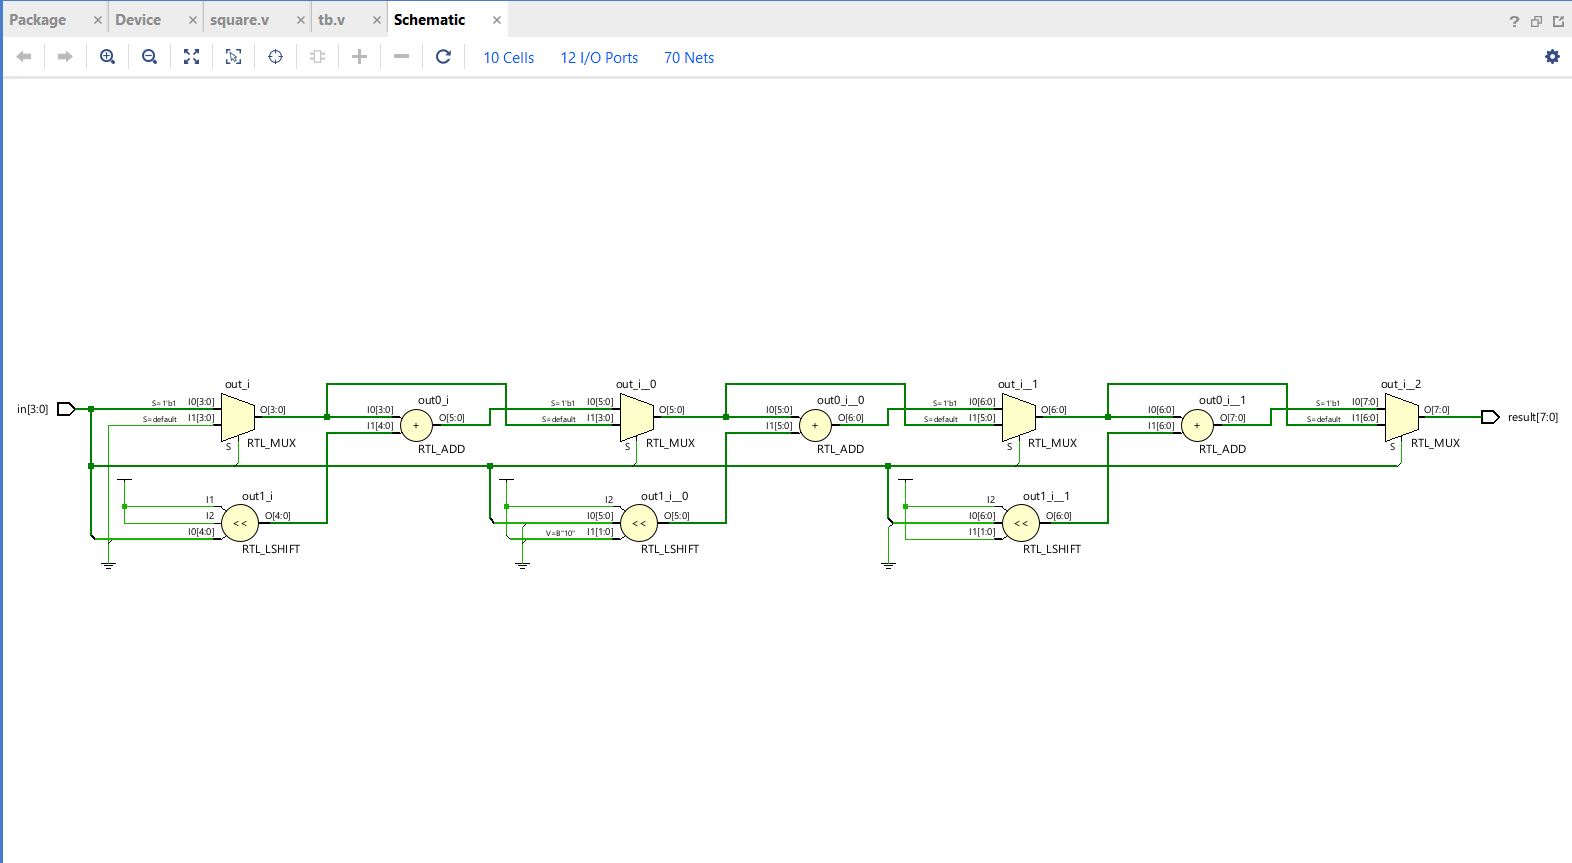 Package × Device × square.v × tb.v × Schematic × ?
10 Cells 12 I/O Ports 70 Nets
out_i out_i__0 out_i__1 out_i__2
out0_i out0_i__0 out0_i__1
in[3:0] S=1'b1 I0[3:0] O[3:0] I0[3:0] O[5:0] S=1'b1 I0[5:0] O[5:0] I0[5:0] O[6:0] S=1'b1 I0[6:0] O[6:0] I0[6:0] O[7:0] S=1'b1 I0[7:0] O[7:0] result[7:0]
S=default I1[3:0] I1[4:0] + S=default I1[3:0] I1[5:0] + S=default I1[5:0] I1[6:0] + S=default I1[6:0]
S RTL_MUX RTL_ADD S RTL_MUX RTL_ADD S RTL_MUX RTL_ADD S RTL_MUX
out1_i out1_i__0 out1_i__1
I1 I2 I2
I2 << O[4:0] I0[5:0] << O[5:0] I0[6:0] << O[6:0]
I0[4:0] V=B"10" I1[1:0] I1[1:0]
RTL_LSHIFT RTL_LSHIFT RTL_LSHIFT